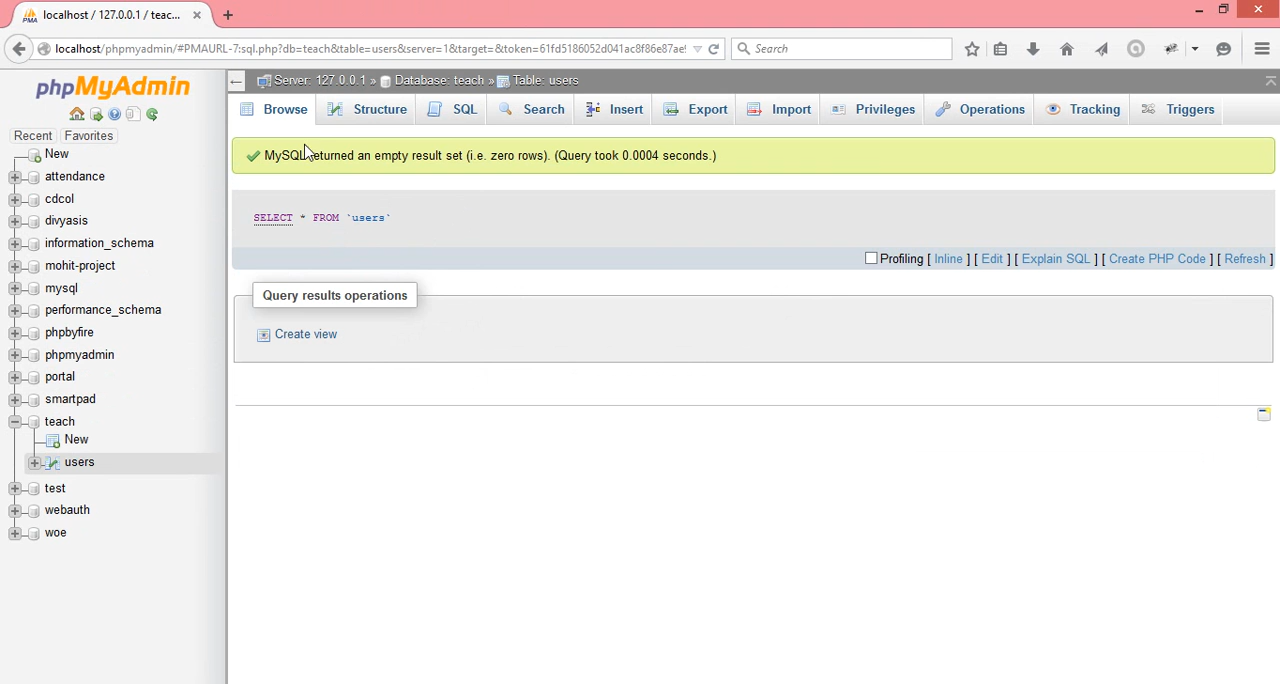 localhost / 127.0.0.1 / teac...
localhost/phpmyadmin/#PMAURL-7:sql.php?db=teach&table=users&server=1&target=&token=61fd5186052d041ac8f86e87ae!
Search
phpMyAdmin
Recent Favorites
New
attendance
cdcol
divyasis
information_schema
mohit-project
mysql
performance_schema
phpbyfire
phpmyadmin
portal
smartpad
teach
New
users
test
webauth
woe
Server: 127.0.0.1 » Database: teach » Table: users
Browse Structure SQL Search Insert Export Import Privileges Operations Tracking Triggers
MySQL returned an empty result set (i.e. zero rows). (Query took 0.0004 seconds.)
SELECT * FROM `users`
Profiling [ Inline ] [ Edit ] [ Explain SQL ] [ Create PHP Code ] [ Refresh ]
Query results operations
Create view